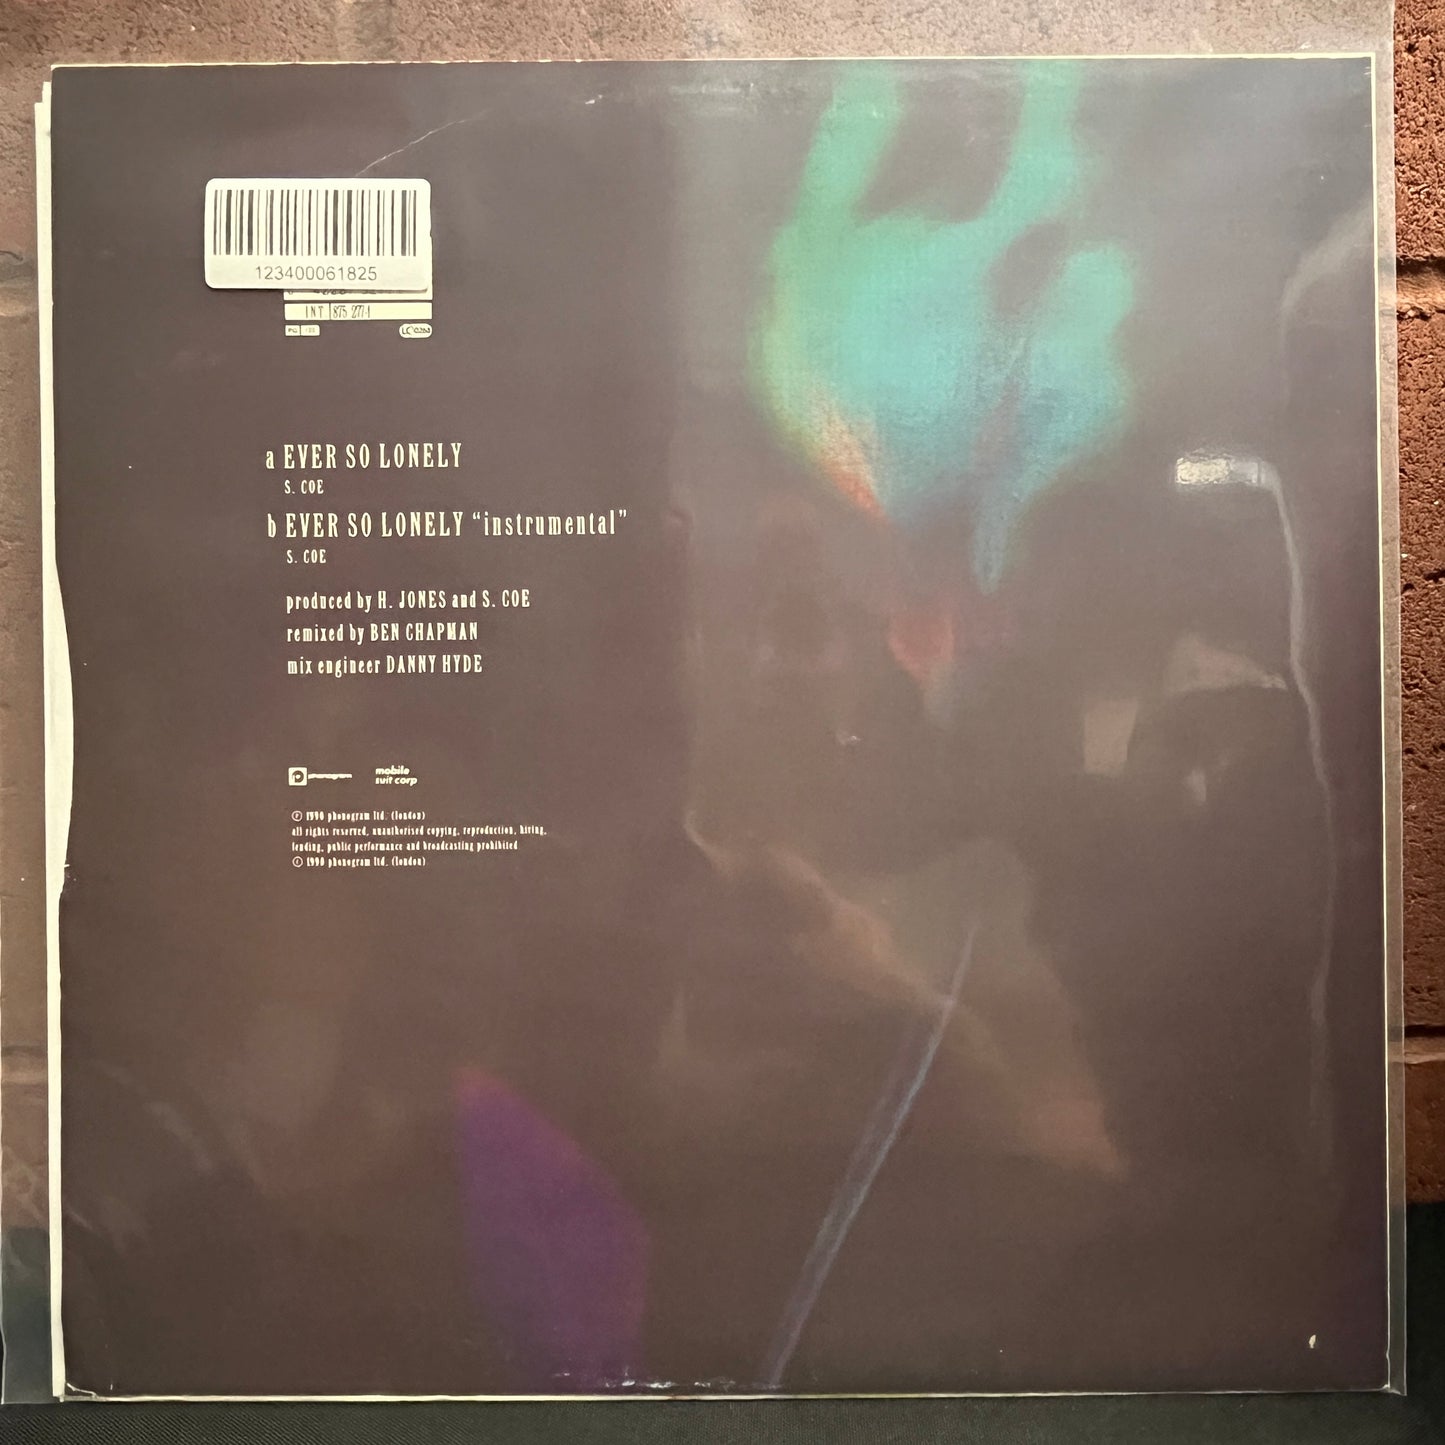 123400061825
INT 875 277-1
LC 0268
a EVER SO LONELY
S. COE
b EVER SO LONELY “instrumental”
S. COE
produced by H. JONES and S. COE
remixed by BEN CHAPMAN
mix engineer DANNY HYDE
phonogram
mobile
suit corp
Ⓟ 1990 phonogram ltd. (london)
all rights reserved, unauthorised copying, reproduction, hiring,
lending, public performance and broadcasting prohibited
© 1990 phonogram ltd. (london)